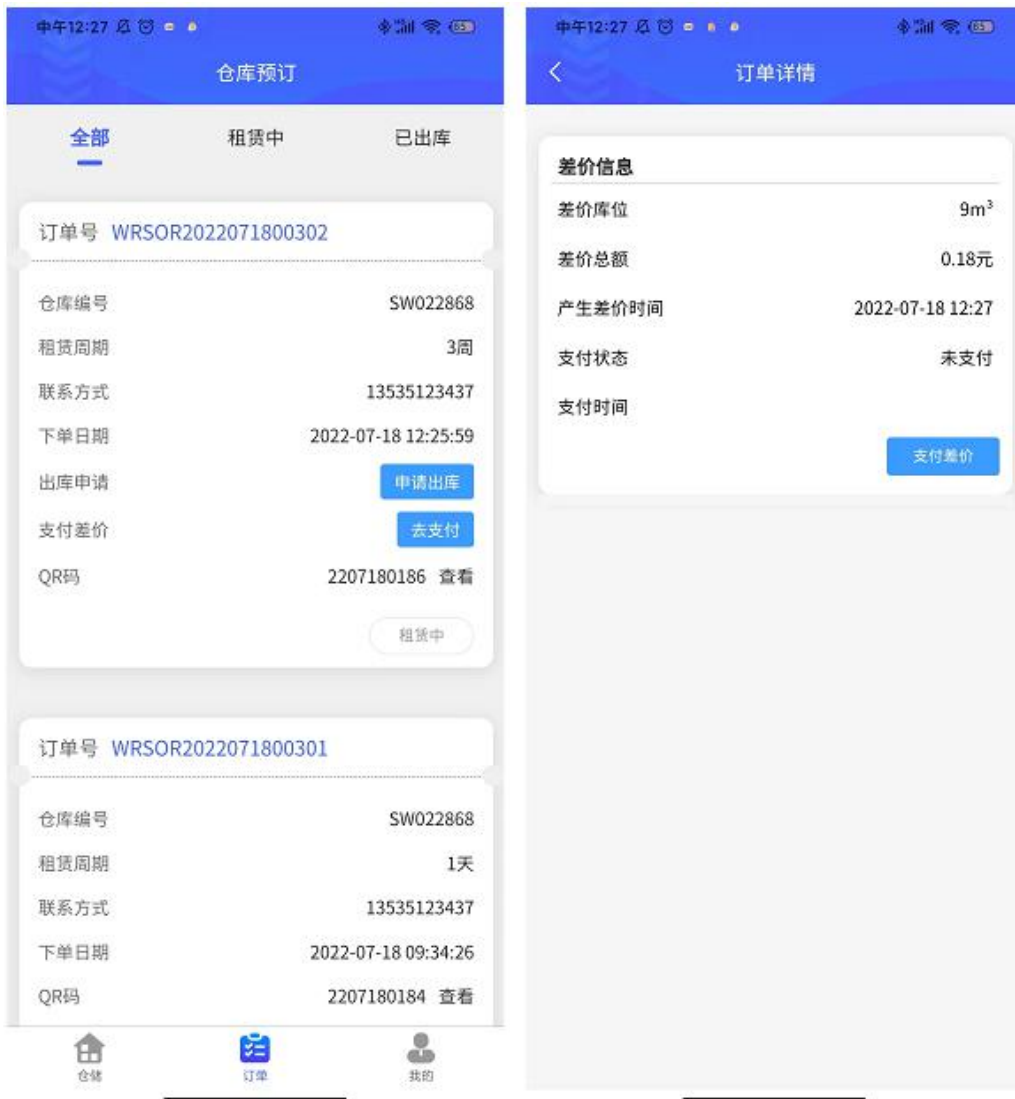 中午12:27
65
仓库预订
全部 租赁中 已出库
订单号 WRSOR2022071800302
仓库编号 SW022868
租赁周期 3周
联系方式 13535123437
下单日期 2022-07-18 12:25:59
出库申请 申请出库
支付差价 去支付
QR码 2207180186 查看
租赁中
订单号 WRSOR2022071800301
仓库编号 SW022868
租赁周期 1天
联系方式 13535123437
下单日期 2022-07-18 09:34:26
QR码 2207180184 查看
仓储 订单 我的
中午12:27
65
订单详情
差价信息
差价库位 9m³
差价总额 0.18元
产生差价时间 2022-07-18 12:27
支付状态 未支付
支付时间
支付差价